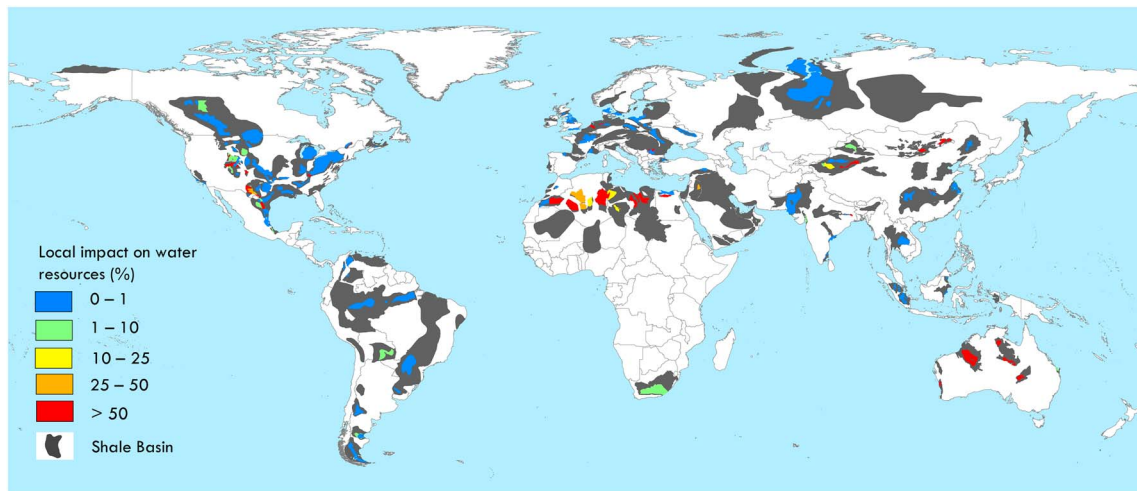 Local impact on water
resources (%)
0 – 1
1 – 10
10 – 25
25 – 50
> 50
Shale Basin